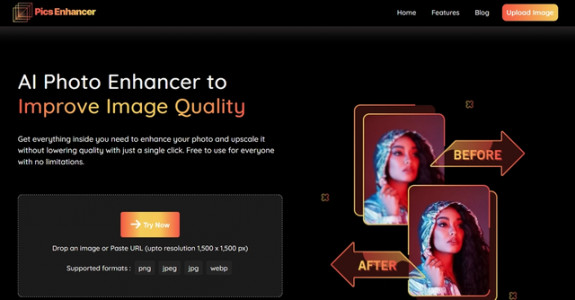 Pics Enhancer
Home Features Blog Upload Image
AI Photo Enhancer to
Improve Image Quality
Get everything inside you need to enhance your photo and upscale it
without lowering quality with just a single click. Free to use for everyone
with no limitations.
Try Now
Drop an image or Paste URL (upto resolution 1,500 x 1,500 px)
Supported formats : png jpeg jpg webp
BEFORE
AFTER